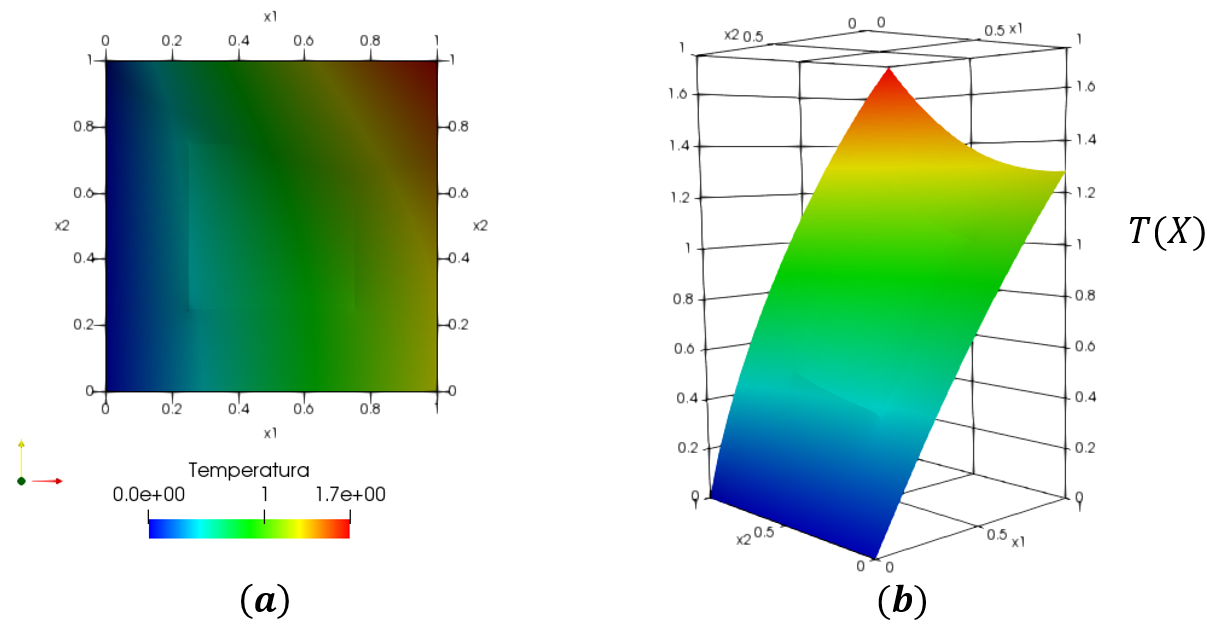 x1
0 0.2 0.4 0.6 0.8 1
1 1
0.8 0.8
0.6 0.6
x2 x2
0.4 0.4
0.2 0.2
0 0
0 0.2 0.4 0.6 0.8 1
x1
Temperatura
0.0e+00 1 1.7e+00
(a)
0 0
x2 0.5 0.5 x1
1 1
1.6 1.6
1.4 1.4
1.2 1.2
T(X)
1 1
0.8 0.8
0.6 0.6
0.4 0.4
0.2 0.2
0 0
1 1
x2 0.5 0.5 x1
0 0
(b)